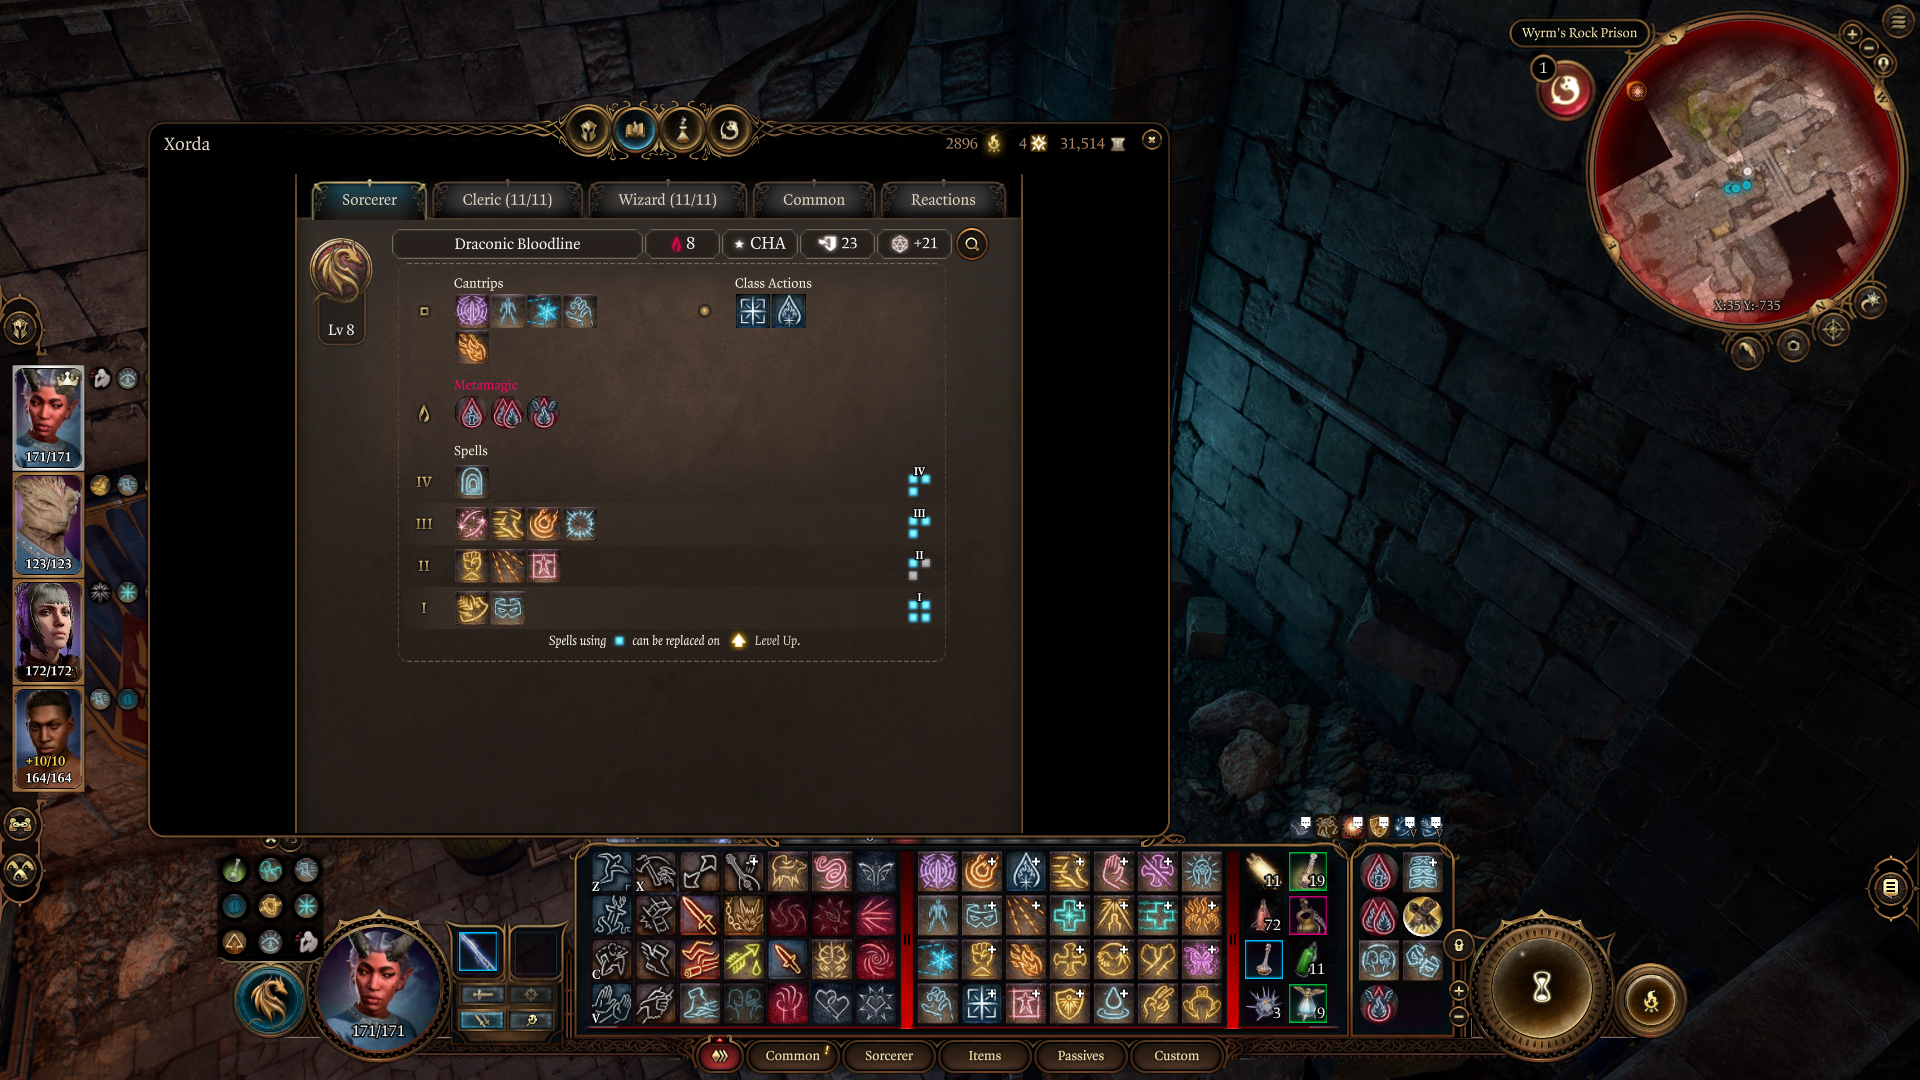 Wyrm's Rock Prison
1
S
W
E
N
X:35 Y:-735
Xorda
2896
4
31,514
Sorcerer
Cleric (11/11)
Wizard (11/11)
Common
Reactions
Draconic Bloodline
8
CHA
23
+21
Lv 8
Cantrips
Class Actions
Metamagic
Spells
IV
IV
III
III
II
II
I
I
Spells using can be replaced on Level Up.
171/171
123/123
172/172
+10/10
164/164
171/171
Z
X
C
V
11
19
72
11
3
9
Common
Sorcerer
Items
Passives
Custom